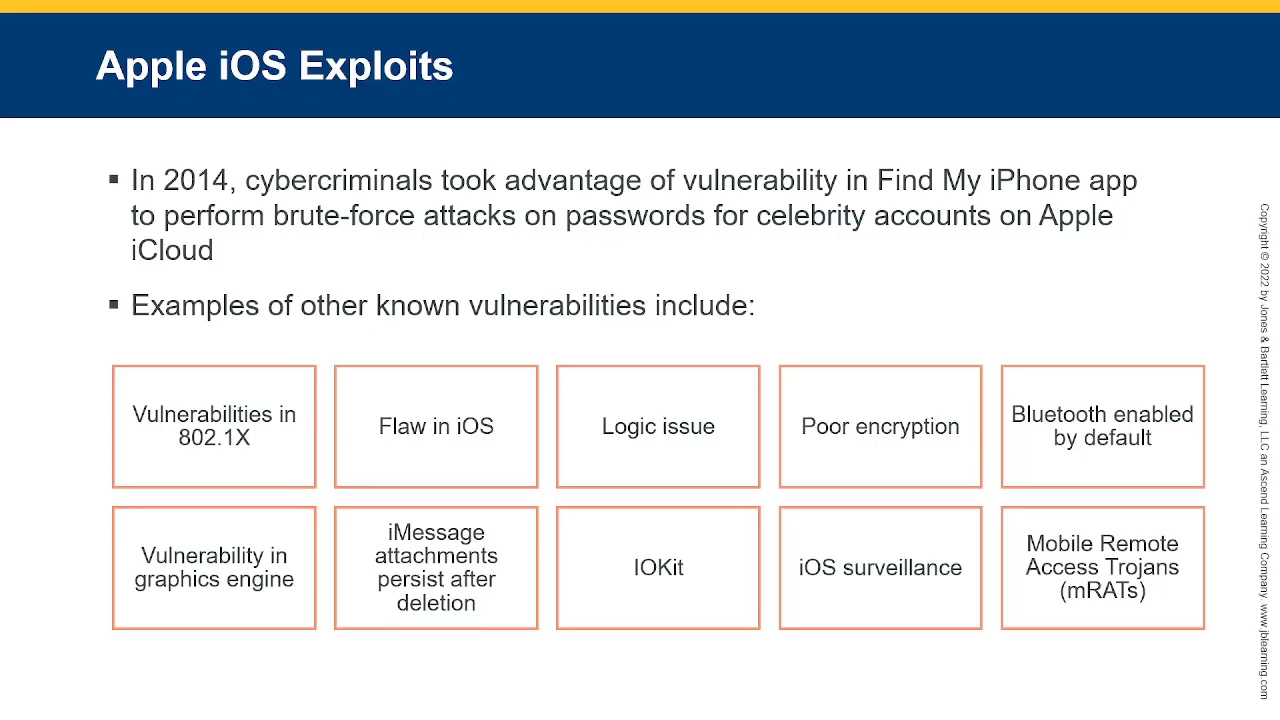 Apple iOS Exploits
▪ In 2014, cybercriminals took advantage of vulnerability in Find My iPhone app
to perform brute-force attacks on passwords for celebrity accounts on Apple
iCloud
▪ Examples of other known vulnerabilities include:
Vulnerabilities in
802.1X
Flaw in iOS
Logic issue
Poor encryption
Bluetooth enabled
by default
Vulnerability in
graphics engine
iMessage
attachments
persist after
deletion
IOKit
iOS surveillance
Mobile Remote
Access Trojans
(mRATs)
Copyright © 2022 by Jones & Bartlett Learning, LLC an Ascend Learning Company. www.jblearning.com